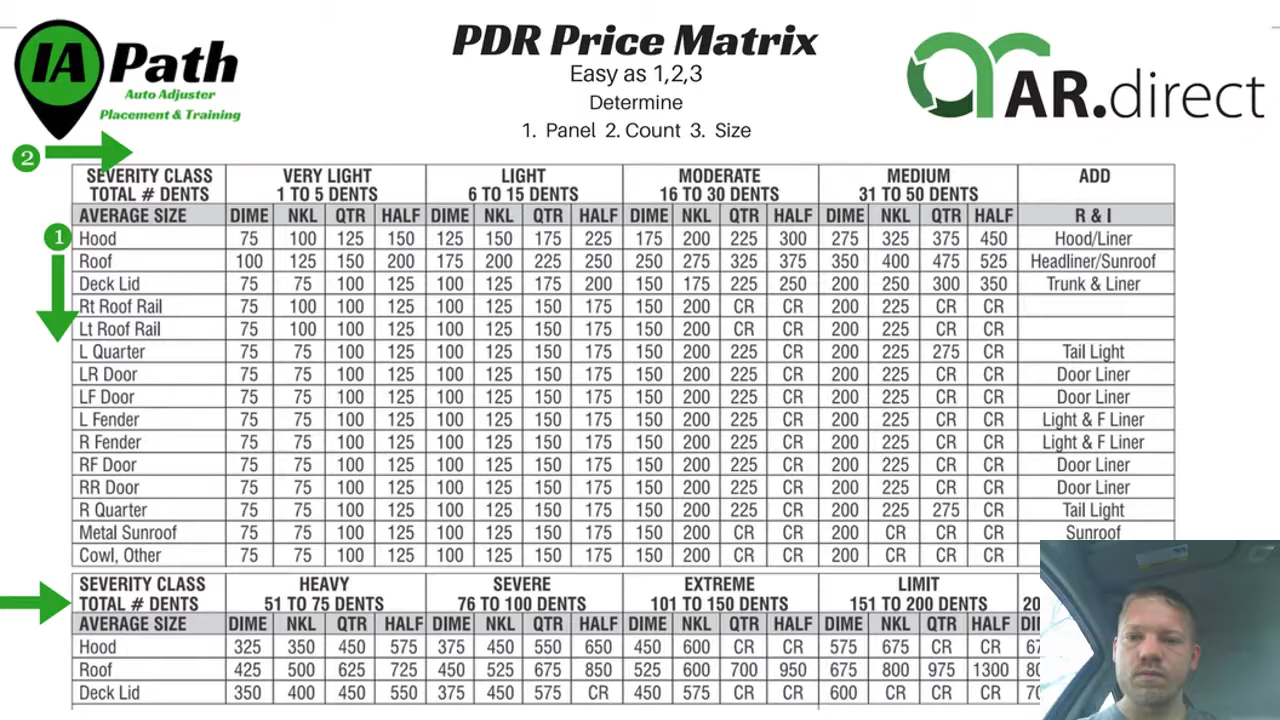 IA Path
Auto Adjuster
Placement & Training
PDR Price Matrix
Easy as 1,2,3
Determine
1. Panel 2. Count 3. Size
AR.direct
2
1
SEVERITY CLASS VERY LIGHT LIGHT MODERATE MEDIUM ADD
TOTAL # DENTS 1 TO 5 DENTS 6 TO 15 DENTS 16 TO 30 DENTS 31 TO 50 DENTS
AVERAGE SIZE DIME NKL QTR HALF DIME NKL QTR HALF DIME NKL QTR HALF DIME NKL QTR HALF R & I
Hood 75 100 125 150 125 150 175 225 175 200 225 300 275 325 375 450 Hood/Liner
Roof 100 125 150 200 175 200 225 250 250 275 325 375 350 400 475 525 Headliner/Sunroof
Deck Lid 75 75 100 125 100 125 175 200 150 175 225 250 200 250 300 350 Trunk & Liner
Rt Roof Rail 75 100 100 125 100 125 150 175 150 200 CR CR 200 225 CR CR
Lt Roof Rail 75 100 100 125 100 125 150 175 150 200 CR CR 200 225 CR CR
L Quarter 75 75 100 125 100 125 150 175 150 200 225 CR 200 225 275 CR Tail Light
LR Door 75 75 100 125 100 125 150 175 150 200 225 CR 200 225 CR CR Door Liner
LF Door 75 75 100 125 100 125 150 175 150 200 225 CR 200 225 CR CR Door Liner
L Fender 75 75 100 125 100 125 150 175 150 200 225 CR 200 225 CR CR Light & F Liner
R Fender 75 75 100 125 100 125 150 175 150 200 225 CR 200 225 CR CR Light & F Liner
RF Door 75 75 100 125 100 125 150 175 150 200 225 CR 200 225 CR CR Door Liner
RR Door 75 75 100 125 100 125 150 175 150 200 225 CR 200 225 CR CR Door Liner
R Quarter 75 75 100 125 100 125 150 175 150 200 225 CR 200 225 275 CR Tail Light
Metal Sunroof 75 75 100 125 100 125 150 175 150 200 CR CR 200 CR CR CR Sunroof
Cowl, Other 75 75 100 125 100 125 150 175 150 200 CR CR 200 CR CR CR
SEVERITY CLASS HEAVY SEVERE EXTREME LIMIT
TOTAL # DENTS 51 TO 75 DENTS 76 TO 100 DENTS 101 TO 150 DENTS 151 TO 200 DENTS
AVERAGE SIZE DIME NKL QTR HALF DIME NKL QTR HALF DIME NKL QTR HALF DIME NKL QTR HALF
Hood 325 350 450 575 375 450 550 650 450 600 CR CR 575 675 CR CR
Roof 425 500 625 725 450 525 675 850 525 600 700 950 675 800 975 1300
Deck Lid 350 400 450 550 375 450 575 CR 450 575 CR CR 600 CR CR CR